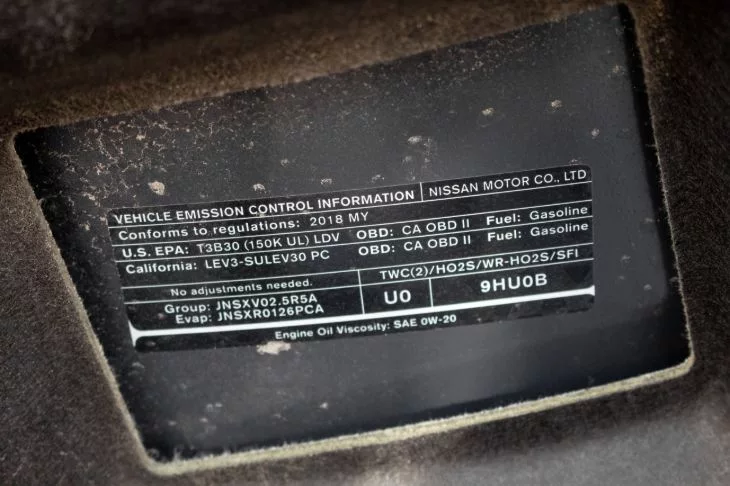 VEHICLE EMISSION CONTROL INFORMATION NISSAN MOTOR CO., LTD
Conforms to regulations: 2018 MY
U.S. EPA: T3B30 (150K UL) LDV OBD: CA OBD II Fuel: Gasoline
California: LEV3-SULEV30 PC OBD: CA OBD II Fuel: Gasoline
No adjustments needed. TWC(2)/HO2S/WR-HO2S/SFI
Group: JNSXV02.5R5A
Evap: JNSXR0126PCA
U0 9HU0B
Engine Oil Viscosity: SAE 0W-20